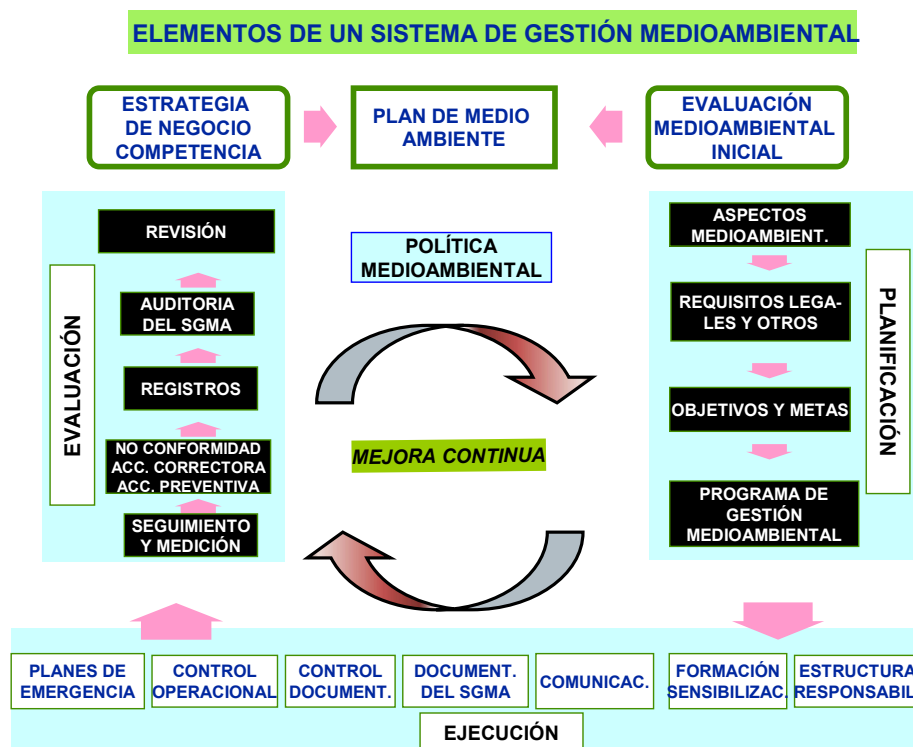 ELEMENTOS DE UN SISTEMA DE GESTIÓN MEDIOAMBIENTAL
ESTRATEGIA
DE NEGOCIO
COMPETENCIA
PLAN DE MEDIO
AMBIENTE
EVALUACIÓN
MEDIOAMBIENTAL
INICIAL
EVALUACIÓN
REVISIÓN
AUDITORIA
DEL SGMA
REGISTROS
NO CONFORMIDAD
ACC. CORRECTORA
ACC. PREVENTIVA
SEGUIMIENTO
Y MEDICIÓN
POLÍTICA
MEDIOAMBIENTAL
MEJORA CONTINUA
ASPECTOS
MEDIOAMBIENT.
REQUISITOS LEGA-
LES Y OTROS
OBJETIVOS Y METAS
PROGRAMA DE
GESTIÓN
MEDIOAMBIENTAL
PLANIFICACIÓN
PLANES DE
EMERGENCIA
CONTROL
OPERACIONAL
CONTROL
DOCUMENT.
DOCUMENT.
DEL SGMA
COMUNICAC.
FORMACIÓN
SENSIBILIZAC.
ESTRUCTURA
RESPONSABIL
EJECUCIÓN